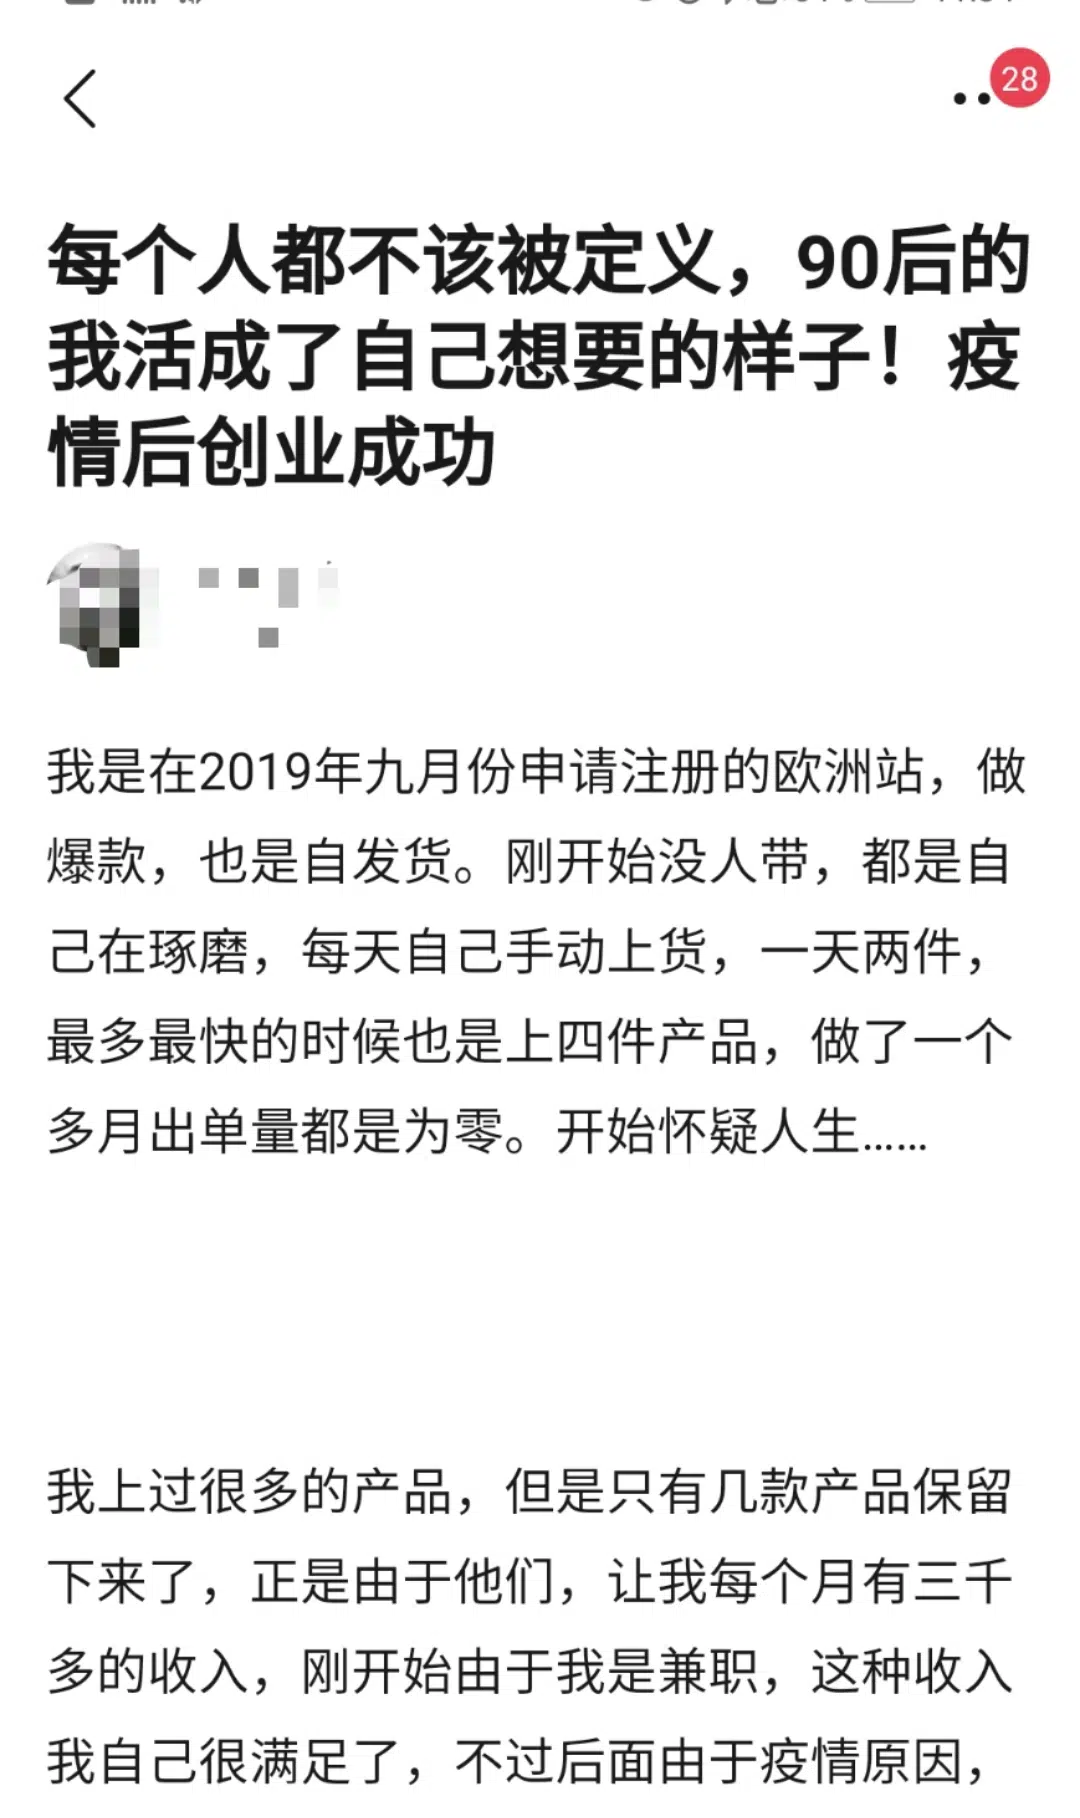 28
每个人都不该被定义，90后的
我活成了自己想要的样子！疫
情后创业成功
我是在2019年九月份申请注册的欧洲站，做
爆款，也是自发货。刚开始没人带，都是自
己在琢磨，每天自己手动上货，一天两件，
最多最快的时候也是上四件产品，做了一个
多月出单量都是为零。开始怀疑人生……
我上过很多的产品，但是只有几款产品保留
下来了，正是由于他们，让我每个月有三千
多的收入，刚开始由于我是兼职，这种收入
我自己很满足了，不过后面由于疫情原因，